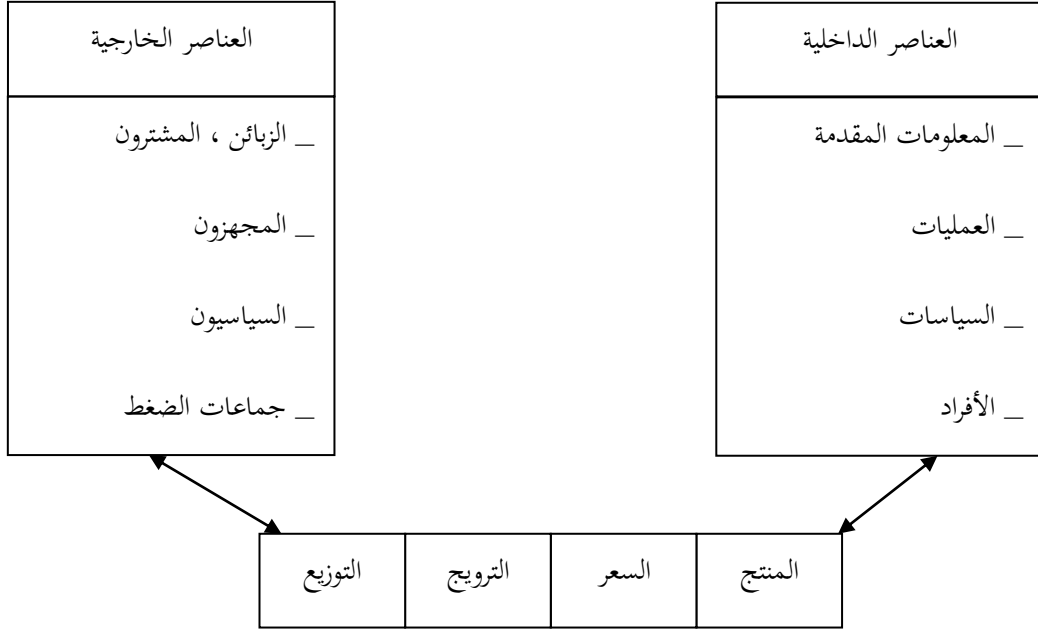 العناصر الداخلية
_ المعلومات المقدمة
_ العمليات
_ السياسات
_ الأفراد
العناصر الخارجية
_ الزبائن ، المشترون
_ المجهزون
_ السياسيون
_ جماعات الضغط
المنتج السعر الترويج التوزيع